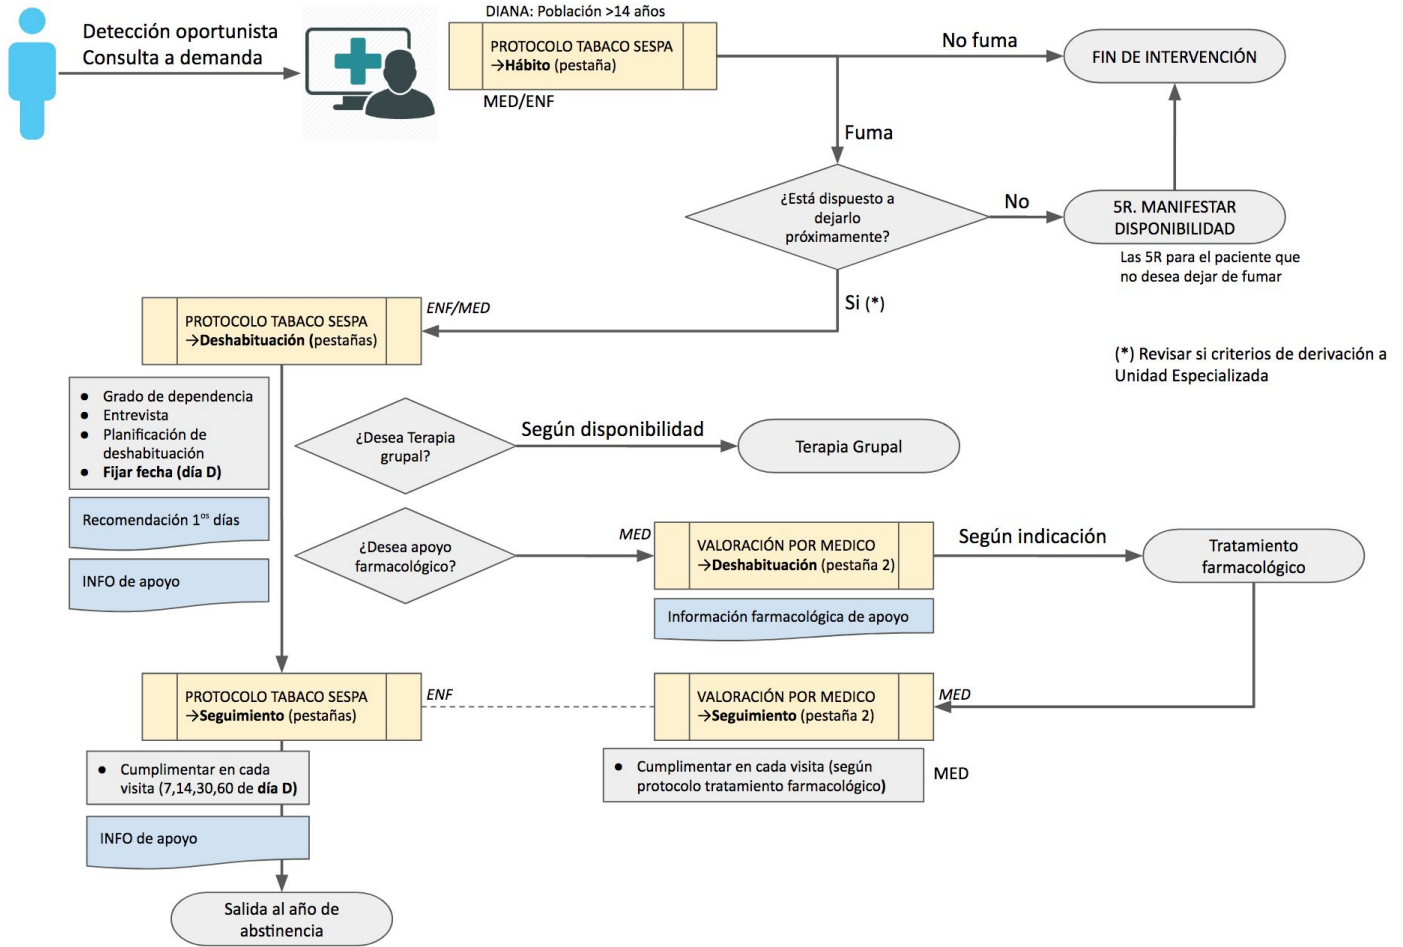 DIANA: Población >14 años
Detección oportunista
Consulta a demanda
PROTOCOLO TABACO SESPA
→Hábito (pestaña)
MED/ENF
No fuma
FIN DE INTERVENCIÓN
Fuma
¿Está dispuesto a
dejarlo
próximamente?
No
5R. MANIFESTAR
DISPONIBILIDAD
Las 5R para el paciente que
no desea dejar de fumar
Si (*)
ENF/MED
PROTOCOLO TABACO SESPA
→Deshabituación (pestañas)
(*) Revisar si criterios de derivación a
Unidad Especializada
● Grado de dependencia
● Entrevista
● Planificación de
deshabituación
● Fijar fecha (día D)
¿Desea Terapia
grupal?
Según disponibilidad
Terapia Grupal
Recomendación 1os días
INFO de apoyo
¿Desea apoyo
farmacológico?
MED
VALORACIÓN POR MEDICO
→Deshabituación (pestaña 2)
Según indicación
Tratamiento
farmacológico
Información farmacológica de apoyo
PROTOCOLO TABACO SESPA
→Seguimiento (pestañas)
ENF
VALORACIÓN POR MEDICO
→Seguimiento (pestaña 2)
MED
● Cumplimentar en cada
visita (7,14,30,60 de día D)
● Cumplimentar en cada visita (según
protocolo tratamiento farmacológico)
MED
INFO de apoyo
Salida al año de
abstinencia